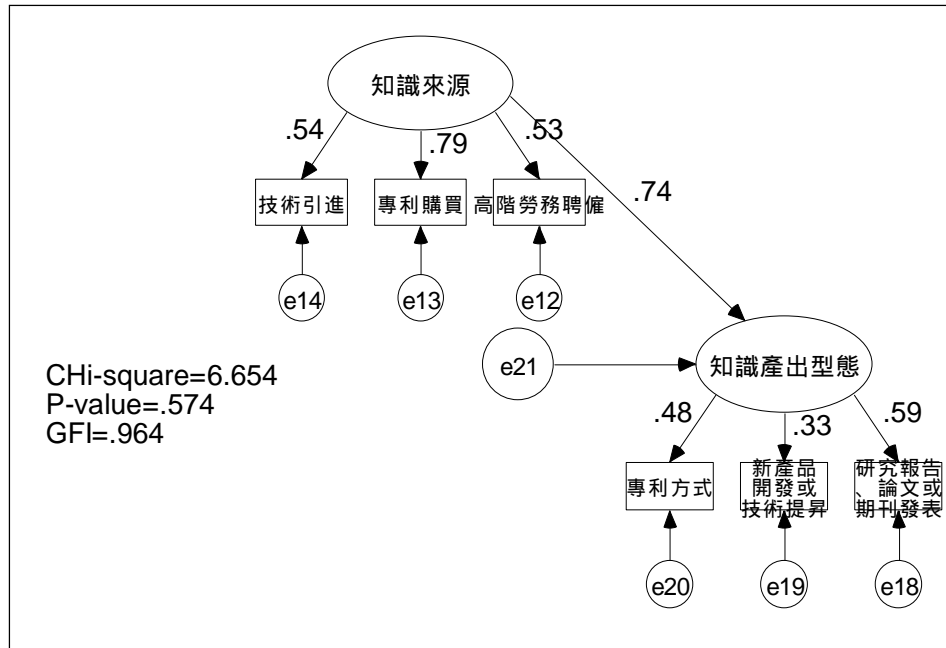 知識來源
.54
.79
.53
.74
技術引進
專利購買
高階勞務聘僱
e14
e13
e12
e21
知識產出型態
CHi-square=6.654
P-value=.574
GFI=.964
.48
.33
.59
專利方式
新產品
開發或
技術提昇
研究報告
、論文或
期刊發表
e20
e19
e18